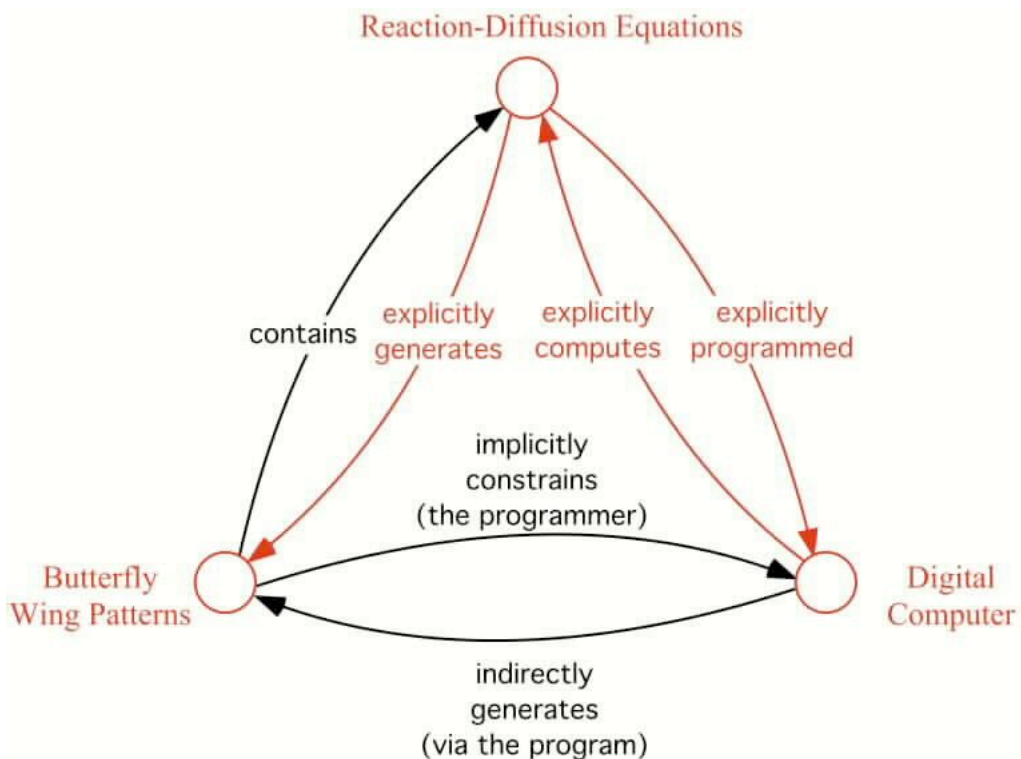 Reaction-Diffusion Equations
contains
explicitly
generates
explicitly
computes
explicitly
programmed
implicitly
constrains
(the programmer)
Butterfly
Wing Patterns
Digital
Computer
indirectly
generates
(via the program)